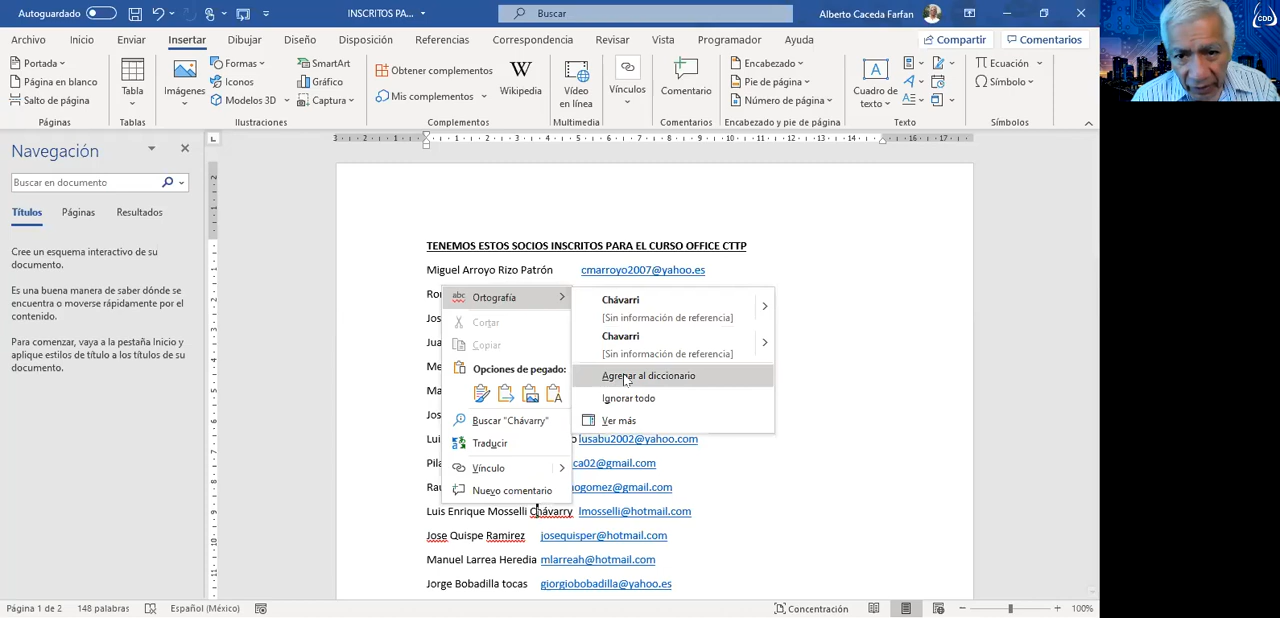 Autoguardado
INSCRITOS PA...
Buscar
Alberto Caceda Farfan
CDD
Archivo Inicio Enviar Insertar Dibujar Diseño Disposición Referencias Correspondencia Revisar Vista Programador Ayuda Compartir Comentarios
Portada
Página en blanco
Salto de página
Páginas
Tabla
Tablas
Imágenes
Formas
Iconos
Modelos 3D
SmartArt
Gráfico
Captura
Ilustraciones
Obtener complementos
Mis complementos
Wikipedia
Complementos
Vídeo en línea
Multimedia
Vínculos
Comentario
Comentarios
Encabezado
Pie de página
Número de página
Encabezado y pie de página
Cuadro de texto
Texto
Ecuación
Símbolo
Símbolos
Navegación
Buscar en documento
Títulos Páginas Resultados
Cree un esquema interactivo de su
documento.
Es una buena manera de saber dónde se
encuentra o moverse rápidamente por el
contenido.
Para comenzar, vaya a la pestaña Inicio y
aplique estilos de título a los títulos de su
documento.
TENEMOS ESTOS SOCIOS INSCRITOS PARA EL CURSO OFFICE CTTP
Miguel Arroyo Rizo Patrón cmarroyo2007@yahoo.es
Ortografía
Cortar
Copiar
Opciones de pegado:
Buscar "Chávarry"
Traducir
Vínculo
Nuevo comentario
Chávarri
[Sin información de referencia]
Chavarri
[Sin información de referencia]
Agregar al diccionario
Ignorar todo
Ver más
lusabu2002@yahoo.com
ca02@gmail.com
ogomez@gmail.com
Luis Enrique Mosselli Chávarry lmosselli@hotmail.com
Jose Quispe Ramirez josequisper@hotmail.com
Manuel Larrea Heredia mlarreah@hotmail.com
Jorge Bobadilla tocas giorgiobobadilla@yahoo.es
Página 1 de 2 148 palabras Español (México) Concentración 100%